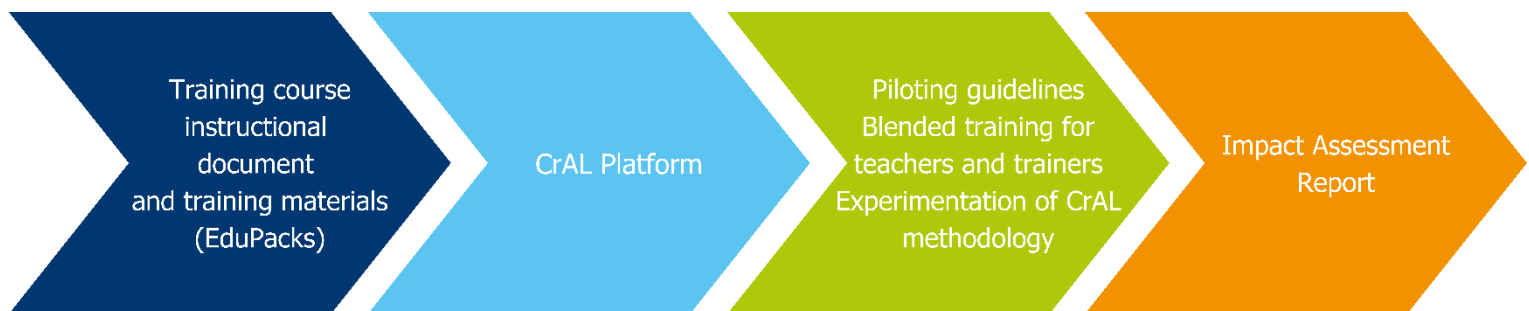 Training course
instructional
document
and training materials
(EduPacks)
CrAL Platform
Piloting guidelines
Blended training for
teachers and trainers
Experimentation of CrAL
methodology
Impact Assessment
Report